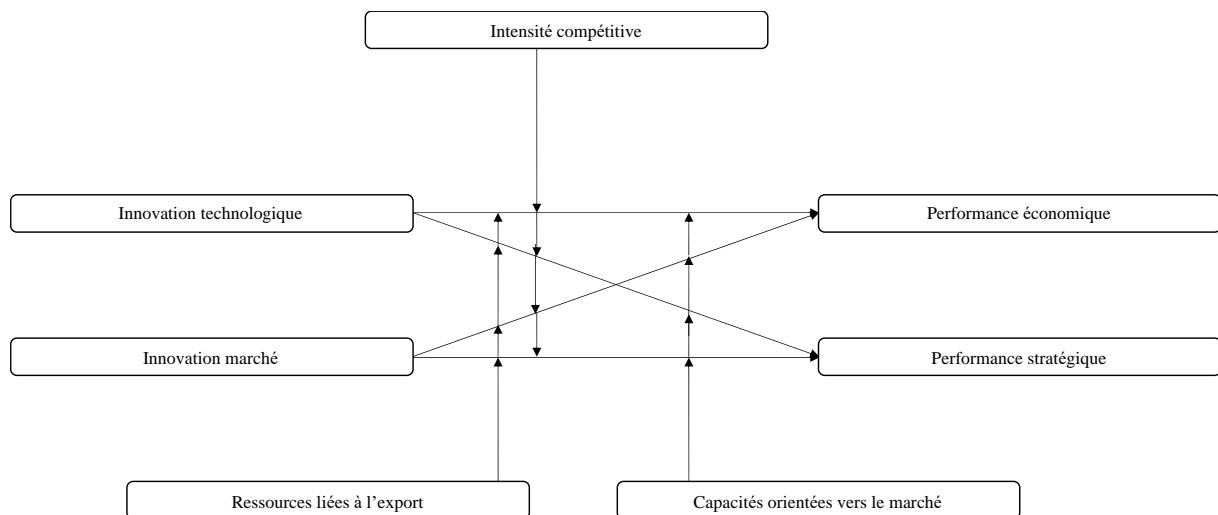 Intensité compétitive
Innovation technologique
Performance économique
Innovation marché
Performance stratégique
Ressources liées à l’export
Capacités orientées vers le marché